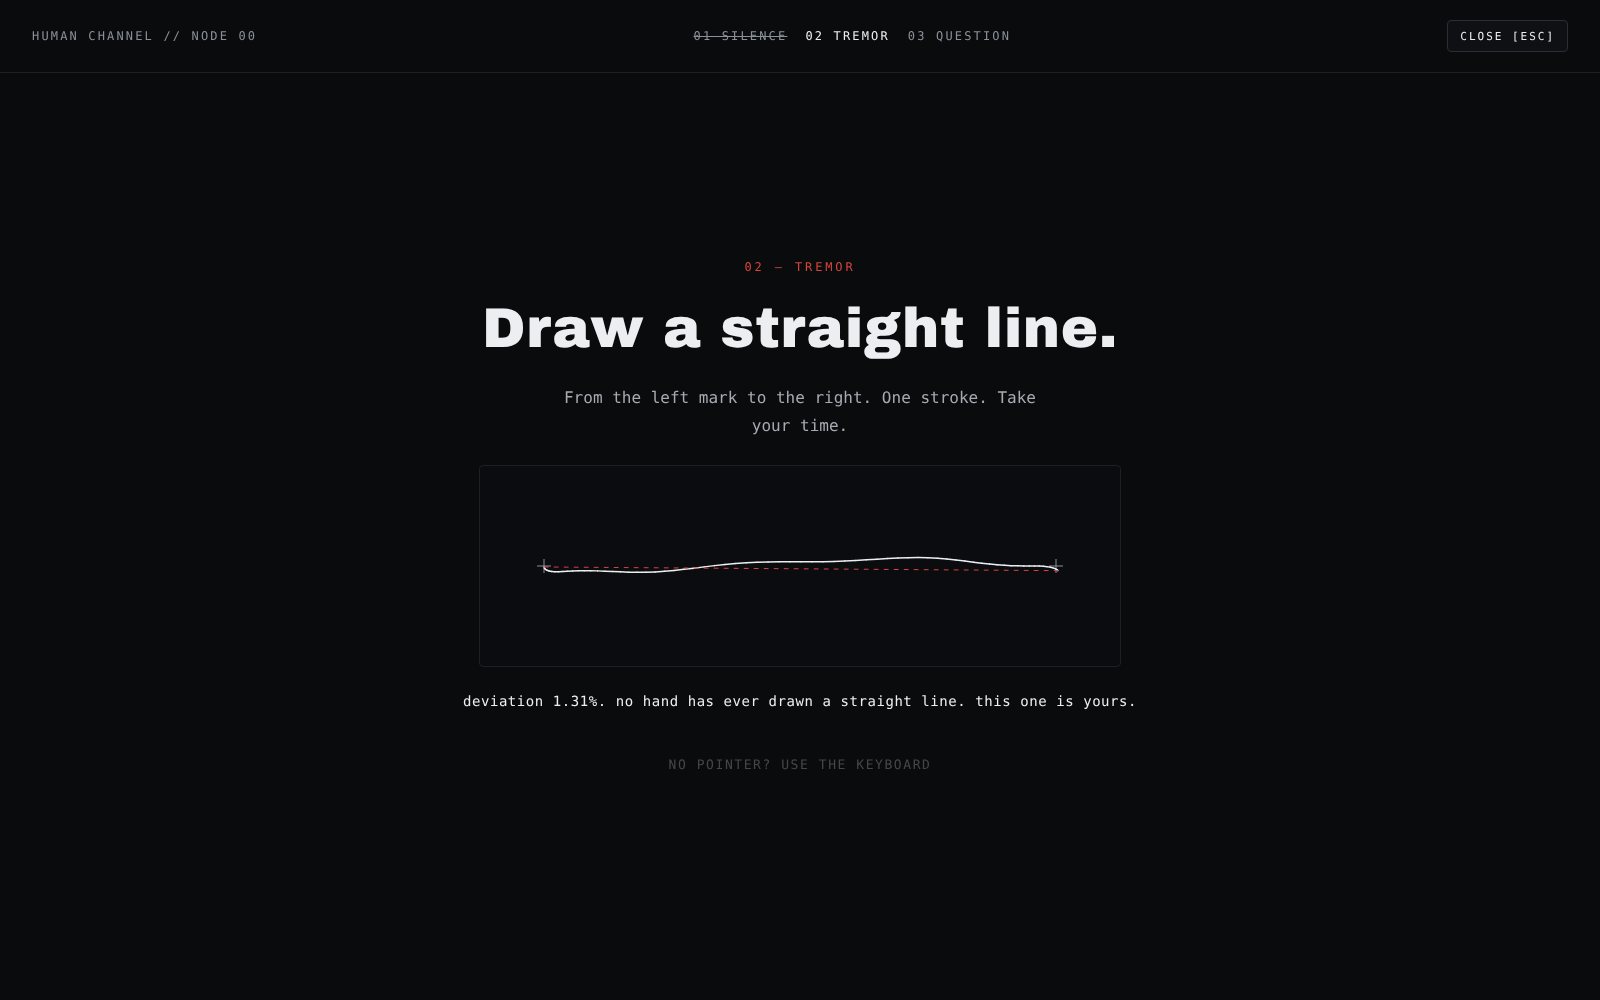 HUMAN CHANNEL // NODE 00
01 SILENCE 02 TREMOR 03 QUESTION
CLOSE [ESC]
02 — TREMOR
Draw a straight line.
From the left mark to the right. One stroke. Take
your time.
deviation 1.31%. no hand has ever drawn a straight line. this one is yours.
NO POINTER? USE THE KEYBOARD